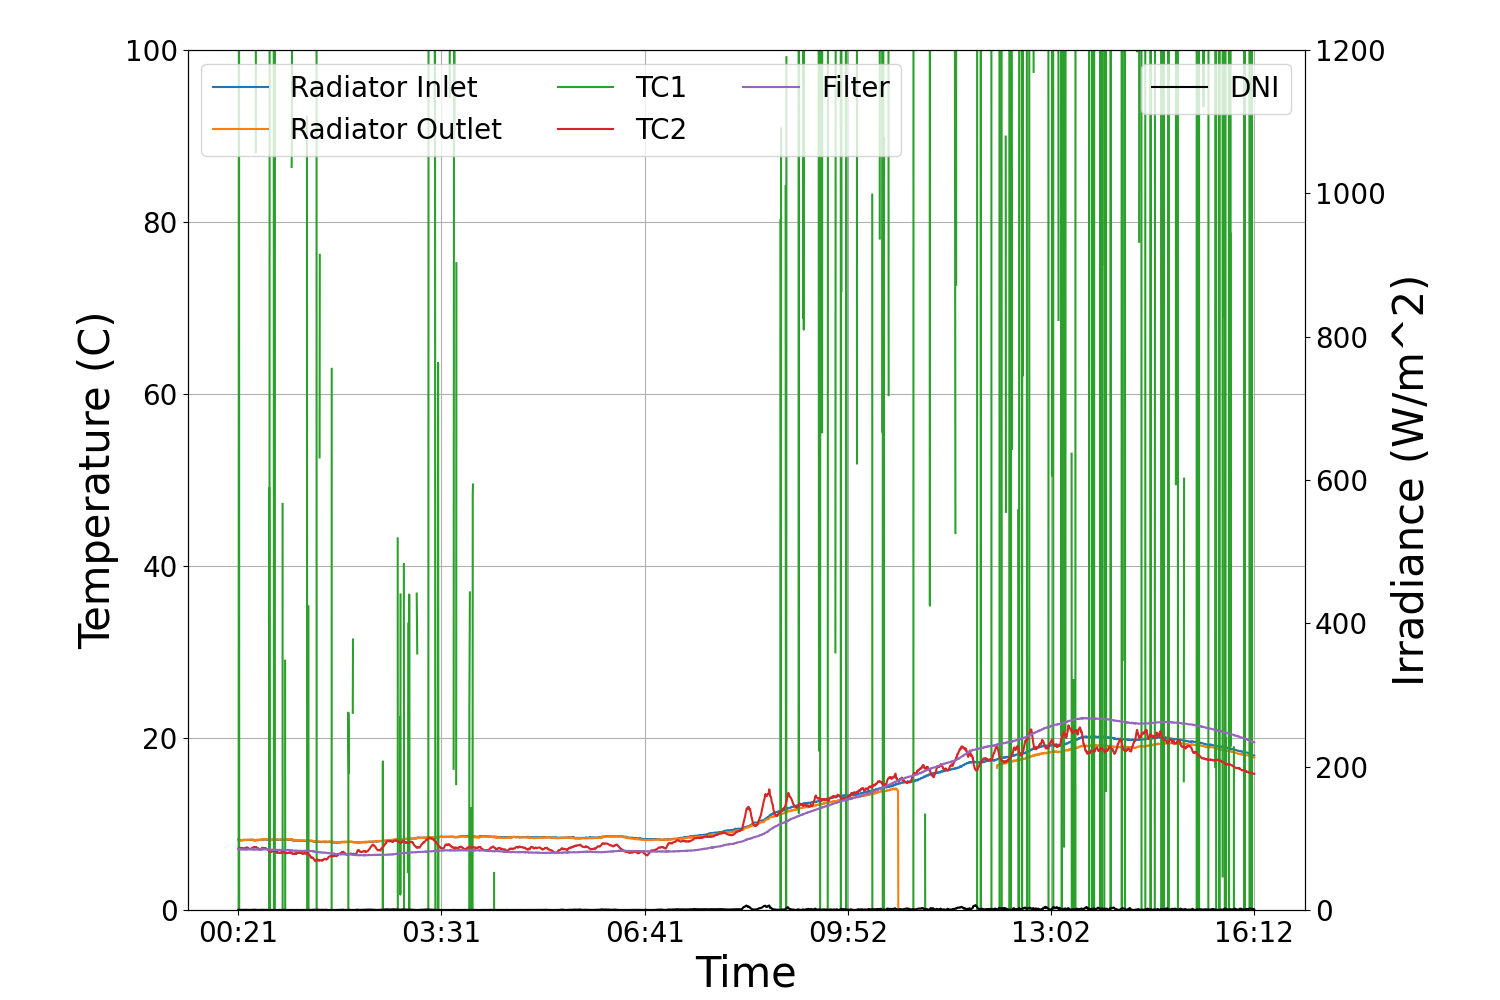 Radiator Inlet
Radiator Outlet
TC1
TC2
Filter
DNI
Temperature (C)
100
80
60
40
20
0
Irradiance (W/m^2)
1200
1000
800
600
400
200
0
00:21 03:31 06:41 09:52 13:02 16:12
Time